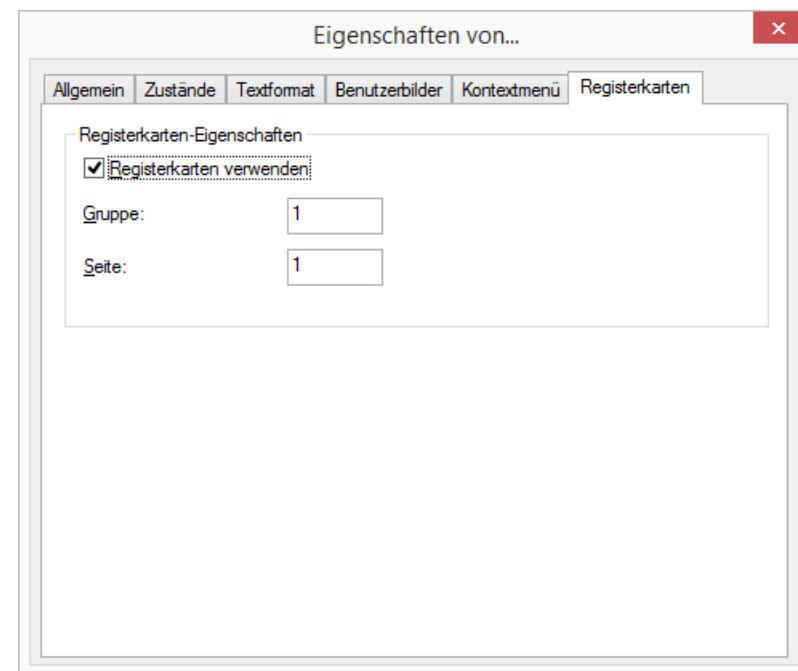 Eigenschaften von...
Allgemein Zustände Textformat Benutzerbilder Kontextmenü Registerkarten
Registerkarten-Eigenschaften
Registerkarten verwenden
Gruppe: 1
Seite: 1